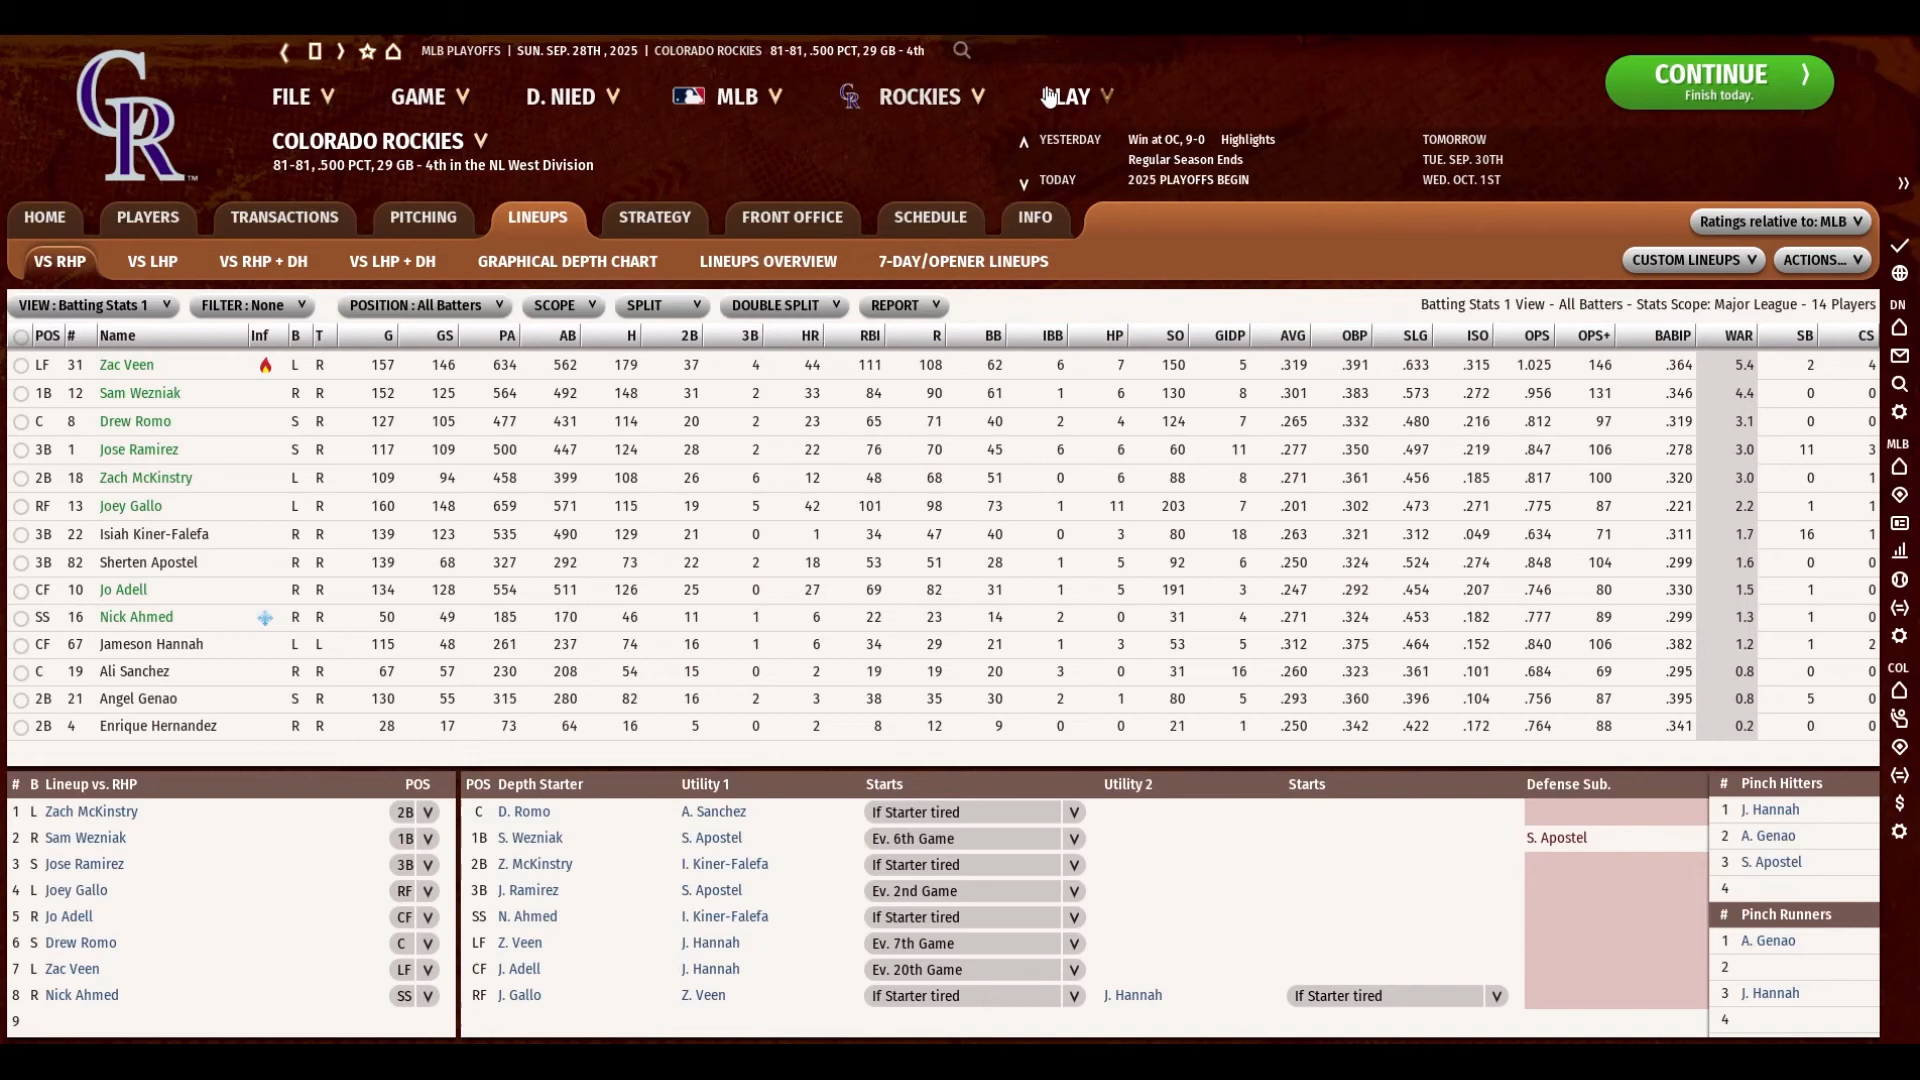 MLB PLAYOFFS | SUN. SEP. 28TH , 2025 | COLORADO ROCKIES 81-81, .500 PCT, 29 GB - 4th
FILE GAME D. NIED MLB ROCKIES LAY
CONTINUE
Finish today.
COLORADO ROCKIES
81-81, .500 PCT, 29 GB - 4th in the NL West Division
YESTERDAY Win at OC, 9-0 Highlights TOMORROW
Regular Season Ends TUE. SEP. 30TH
TODAY 2025 PLAYOFFS BEGIN WED. OCT. 1ST
HOME PLAYERS TRANSACTIONS PITCHING LINEUPS STRATEGY FRONT OFFICE SCHEDULE INFO Ratings relative to: MLB
VS RHP VS LHP VS RHP + DH VS LHP + DH GRAPHICAL DEPTH CHART LINEUPS OVERVIEW 7-DAY/OPENER LINEUPS CUSTOM LINEUPS ACTIONS...
VIEW : Batting Stats 1 FILTER : None POSITION : All Batters SCOPE SPLIT DOUBLE SPLIT REPORT Batting Stats 1 View - All Batters - Stats Scope: Major League - 14 Players
POS # Name Inf B T G GS PA AB H 2B 3B HR RBI R BB IBB HP SO GIDP AVG OBP SLG ISO OPS OPS+ BABIP WAR SB CS
LF 31 Zac Veen L R 157 146 634 562 179 37 4 44 111 108 62 6 7 150 5 .319 .391 .633 .315 1.025 146 .364 5.4 2 4
1B 12 Sam Wezniak R R 152 125 564 492 148 31 2 33 84 90 61 1 6 130 8 .301 .383 .573 .272 .956 131 .346 4.4 0 0
C 8 Drew Romo S R 127 105 477 431 114 20 2 23 65 71 40 2 4 124 7 .265 .332 .480 .216 .812 97 .319 3.1 0 0
3B 1 Jose Ramirez S R 117 109 500 447 124 28 2 22 76 70 45 6 6 60 11 .277 .350 .497 .219 .847 106 .278 3.0 11 3
2B 18 Zach McKinstry L R 109 94 458 399 108 26 6 12 48 68 51 0 6 88 8 .271 .361 .456 .185 .817 100 .320 3.0 0 1
RF 13 Joey Gallo L R 160 148 659 571 115 19 5 42 101 98 73 1 11 203 7 .201 .302 .473 .271 .775 87 .221 2.2 1 1
3B 22 Isiah Kiner-Falefa R R 139 123 535 490 129 21 0 1 34 47 40 0 3 80 18 .263 .321 .312 .049 .634 71 .311 1.7 16 1
3B 82 Sherten Apostel R R 139 68 327 292 73 22 2 18 53 51 28 1 5 92 6 .250 .324 .524 .274 .848 104 .299 1.6 0 0
CF 10 Jo Adell R R 134 128 554 511 126 25 0 27 69 82 31 1 5 191 3 .247 .292 .454 .207 .746 80 .330 1.5 1 0
SS 16 Nick Ahmed R R 50 49 185 170 46 11 1 6 22 23 14 2 0 31 4 .271 .324 .453 .182 .777 89 .299 1.3 1 0
CF 67 Jameson Hannah L L 115 48 261 237 74 16 1 6 34 29 21 1 3 53 5 .312 .375 .464 .152 .840 106 .382 1.2 1 2
C 19 Ali Sanchez R R 67 57 230 208 54 15 0 2 19 19 20 3 0 31 16 .260 .323 .361 .101 .684 69 .295 0.8 0 0
2B 21 Angel Genao S R 130 55 315 280 82 16 2 3 38 35 30 2 1 80 5 .293 .360 .396 .104 .756 87 .395 0.8 5 0
2B 4 Enrique Hernandez R R 28 17 73 64 16 5 0 2 8 12 9 0 0 21 1 .250 .342 .422 .172 .764 88 .341 0.2 0 0
# B Lineup vs. RHP POS POS Depth Starter Utility 1 Starts Utility 2 Starts Defense Sub. # Pinch Hitters
1 L Zach McKinstry 2B C D. Romo A. Sanchez If Starter tired 1 J. Hannah
2 R Sam Wezniak 1B 1B S. Wezniak S. Apostel Ev. 6th Game S. Apostel 2 A. Genao
3 S Jose Ramirez 3B 2B Z. McKinstry I. Kiner-Falefa If Starter tired 3 S. Apostel
4 L Joey Gallo RF 3B J. Ramirez S. Apostel Ev. 2nd Game 4
5 R Jo Adell CF SS N. Ahmed I. Kiner-Falefa If Starter tired # Pinch Runners
6 S Drew Romo C LF Z. Veen J. Hannah Ev. 7th Game 1 A. Genao
7 L Zac Veen LF CF J. Adell J. Hannah Ev. 20th Game 2
8 R Nick Ahmed SS RF J. Gallo Z. Veen If Starter tired J. Hannah If Starter tired 3 J. Hannah
9 4
DN
MLB
COL
CR
TM